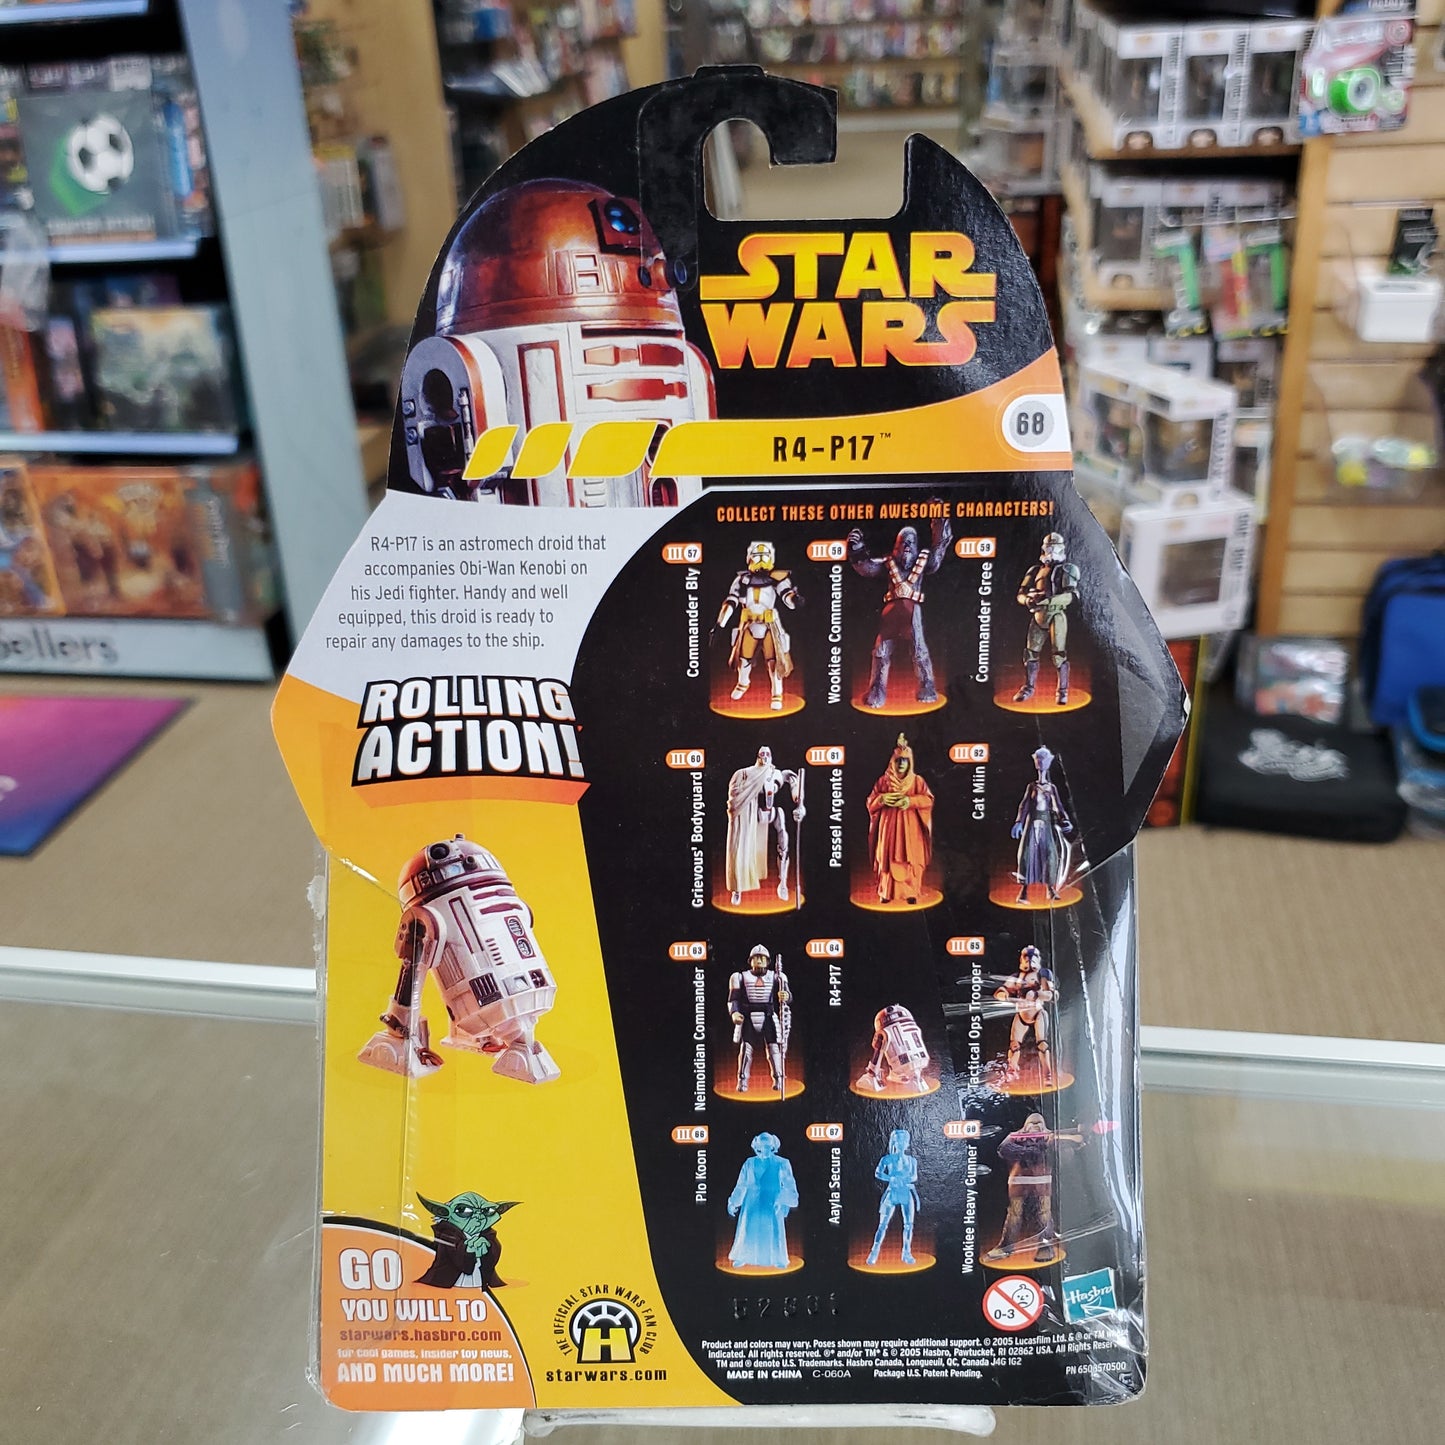 STAR
WARS
68
R4-P17™
R4-P17 is an astromech droid that
accompanies Obi-Wan Kenobi on
his Jedi fighter. Handy and well
equipped, this droid is ready to
repair any damages to the ship.
ROLLING
ACTION!
COLLECT THESE OTHER AWESOME CHARACTERS!
III 57
Commander Bly
III 58
Wookiee Commando
III 59
Commander Gree
III 60
Grievous' Bodyguard
III 61
Passel Argente
III 62
Cat Miin
III 63
Neimoidian Commander
III 64
R4-P17
III 65
Tactical Ops Trooper
III 66
Plo Koon
III 67
Aayla Secura
III 68
Wookiee Heavy Gunner
GO
YOU WILL TO
starwars.hasbro.com
for cool games, insider toy news,
AND MUCH MORE!
THE OFFICIAL STAR WARS FAN CLUB
starwars.com
0-3
Hasbro
Product and colors may vary. Poses shown may require additional support. © 2005 Lucasfilm Ltd. & ® or TM where
indicated. All rights reserved. ®* and/or TM* & © 2005 Hasbro, Pawtucket, RI 02862 USA. All Rights Reserved.
TM and ® denote U.S. Trademarks. Hasbro Canada, Longueuil, QC, Canada J4G 1G2
MADE IN CHINA C-060A Package U.S. Patent Pending.
PN 6508570500
sellers